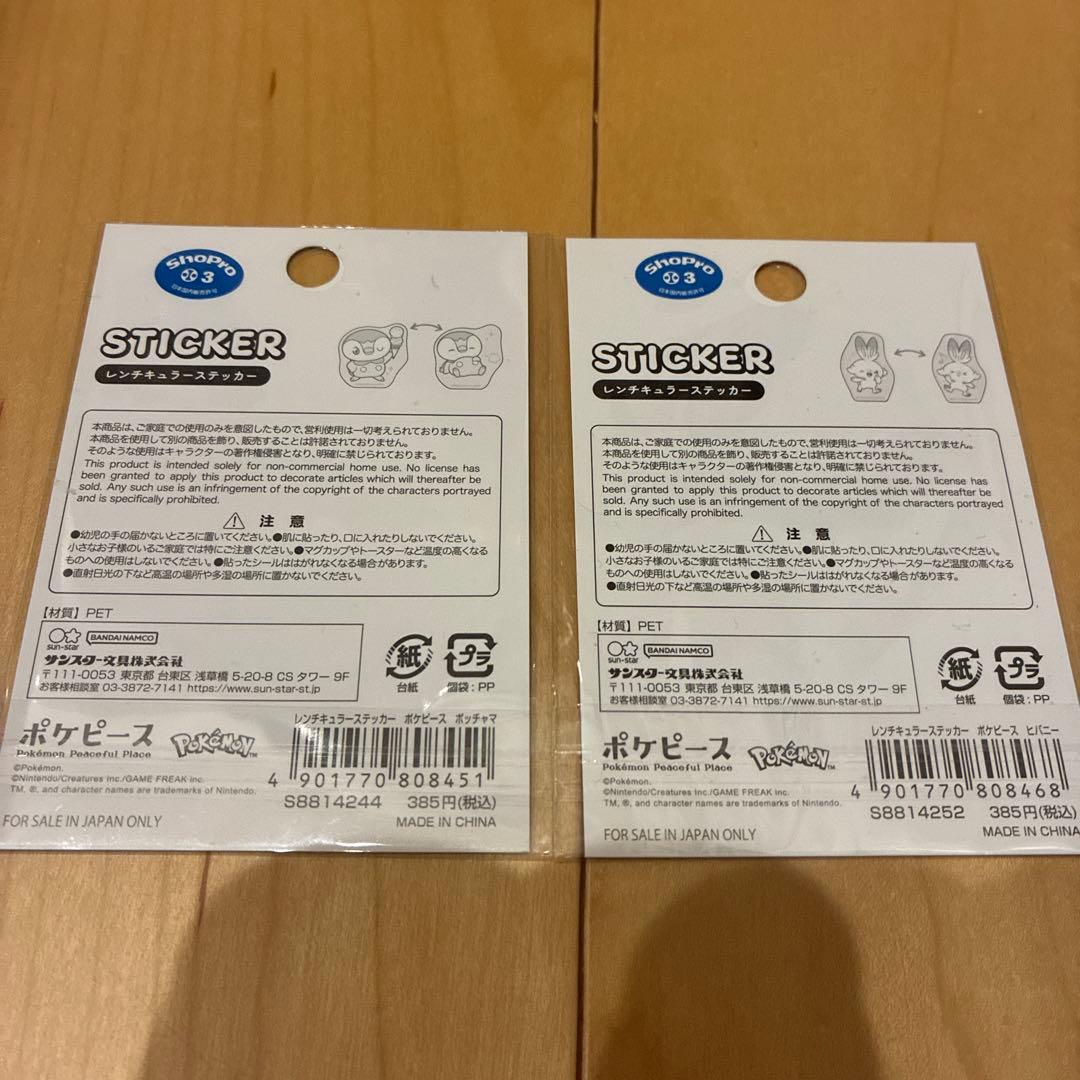 ShoPro
3
日本国内販売許可
STICKER
レンチキュラーステッカー
本商品は、ご家庭での使用のみを意図したもので、営利使用は一切考えられておりません。
本商品を使用して別の商品を飾り、販売することは許諾されておりません。
そのような使用はキャラクターの著作権侵害となり、明確に禁じられております。
This product is intended solely for non-commercial home use. No license has
been granted to apply this product to decorate articles which will thereafter be
sold. Any such use is an infringement of the copyright of the characters portrayed
and is specifically prohibited.
注意
●幼児の手の届かないところに置いてください。●肌に貼ったり、口に入れたりしないでください。
小さなお子様のいるご家庭では特にご注意ください。●マグカップやトースターなど温度の高くなる
ものへの使用はしないでください。●貼ったシールははがれなくなる場合があります。
●直射日光の下など高温の場所や多湿の場所に置かないでください。
【材質】PET
sun-star
BANDAI NAMCO
サンスター文具株式会社
〒111-0053 東京都 台東区 浅草橋 5-20-8 CS タワー 9F
お客様相談室 03-3872-7141 https://www.sun-star-st.jp
紙
台紙
プラ
個袋:PP
ポケピース
Pokémon Peaceful Place
POKÉMON™
レンチキュラーステッカー ポケピース ポッチャマ
©Pokémon.
©Nintendo/Creatures Inc./GAME FREAK inc.
TM, ®, and character names are trademarks of Nintendo.
4 901770 808451
S8814244 385円(税込)
FOR SALE IN JAPAN ONLY
MADE IN CHINA
ShoPro
3
日本国内販売許可
STICKER
レンチキュラーステッカー
本商品は、ご家庭での使用のみを意図したもので、営利使用は一切考えられておりません。
本商品を使用して別の商品を飾り、販売することは許諾されておりません。
そのような使用はキャラクターの著作権侵害となり、明確に禁じられております。
This product is intended solely for non-commercial home use. No license has
been granted to apply this product to decorate articles which will thereafter be
sold. Any such use is an infringement of the copyright of the characters portrayed
and is specifically prohibited.
注意
●幼児の手の届かないところに置いてください。●肌に貼ったり、口に入れたりしないでください。
小さなお子様のいるご家庭では特にご注意ください。●マグカップやトースターなど温度の高くなる
ものへの使用はしないでください。●貼ったシールははがれなくなる場合があります。
●直射日光の下など高温の場所や多湿の場所に置かないでください。
【材質】PET
sun-star
BANDAI NAMCO
サンスター文具株式会社
〒111-0053 東京都 台東区 浅草橋 5-20-8 CS タワー 9F
お客様相談室 03-3872-7141 https://www.sun-star-st.jp
紙
台紙
プラ
個袋:PP
ポケピース
Pokémon Peaceful Place
POKÉMON™
レンチキュラーステッカー ポケピース ヒバニー
©Pokémon.
©Nintendo/Creatures Inc./GAME FREAK inc.
TM, ®, and character names are trademarks of Nintendo.
4 901770 808468
S8814252 385円(税込)
FOR SALE IN JAPAN ONLY
MADE IN CHINA